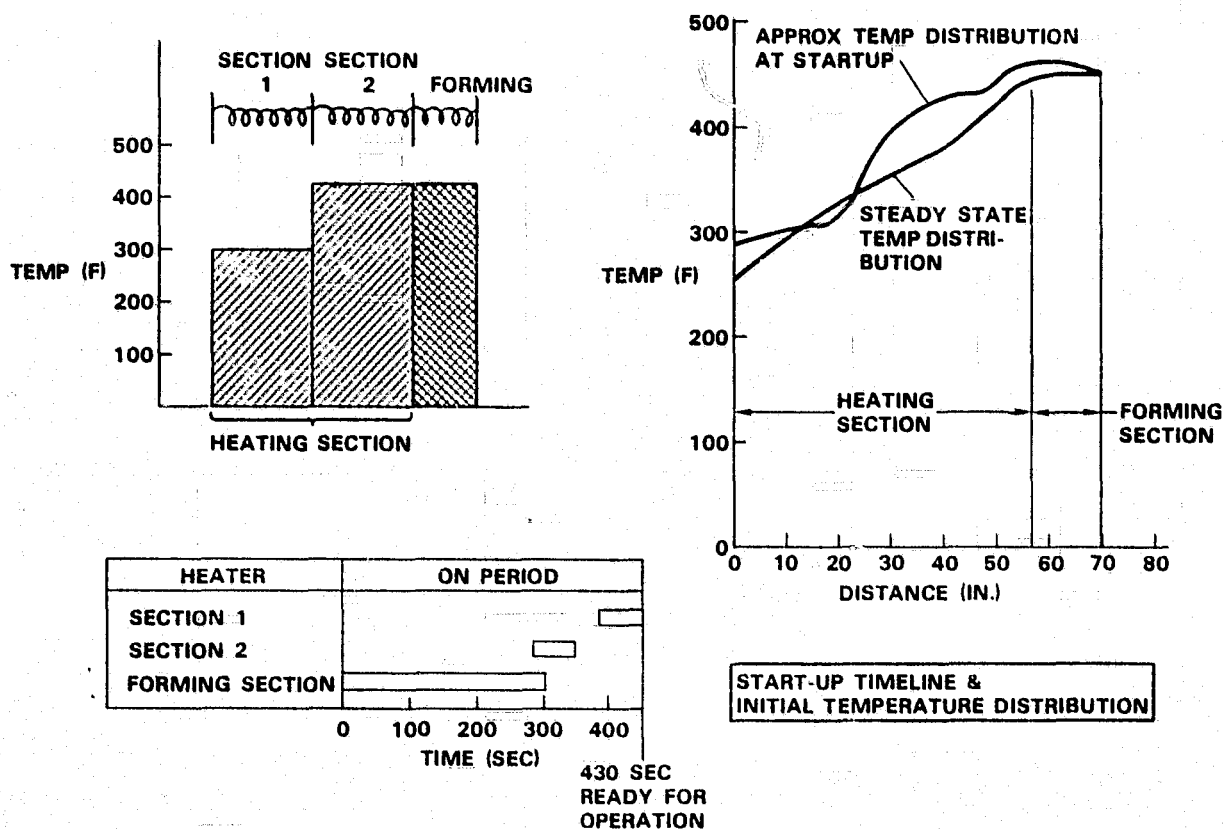 SECTION SECTION
1 2 FORMING
500
400
300
TEMP (F)
200
100
HEATING SECTION
500
APPROX TEMP DISTRIBUTION
AT STARTUP
400
STEADY STATE
TEMP DISTRI-
BUTION
300
TEMP (F)
200
HEATING
SECTION
FORMING
SECTION
100
0
0 10 20 30 40 50 60 70 80
DISTANCE (IN.)
HEATER ON PERIOD
SECTION 1
SECTION 2
FORMING SECTION
0 100 200 300 400
TIME (SEC)
430 SEC
READY FOR
OPERATION
START-UP TIMELINE &
INITIAL TEMPERATURE DISTRIBUTION